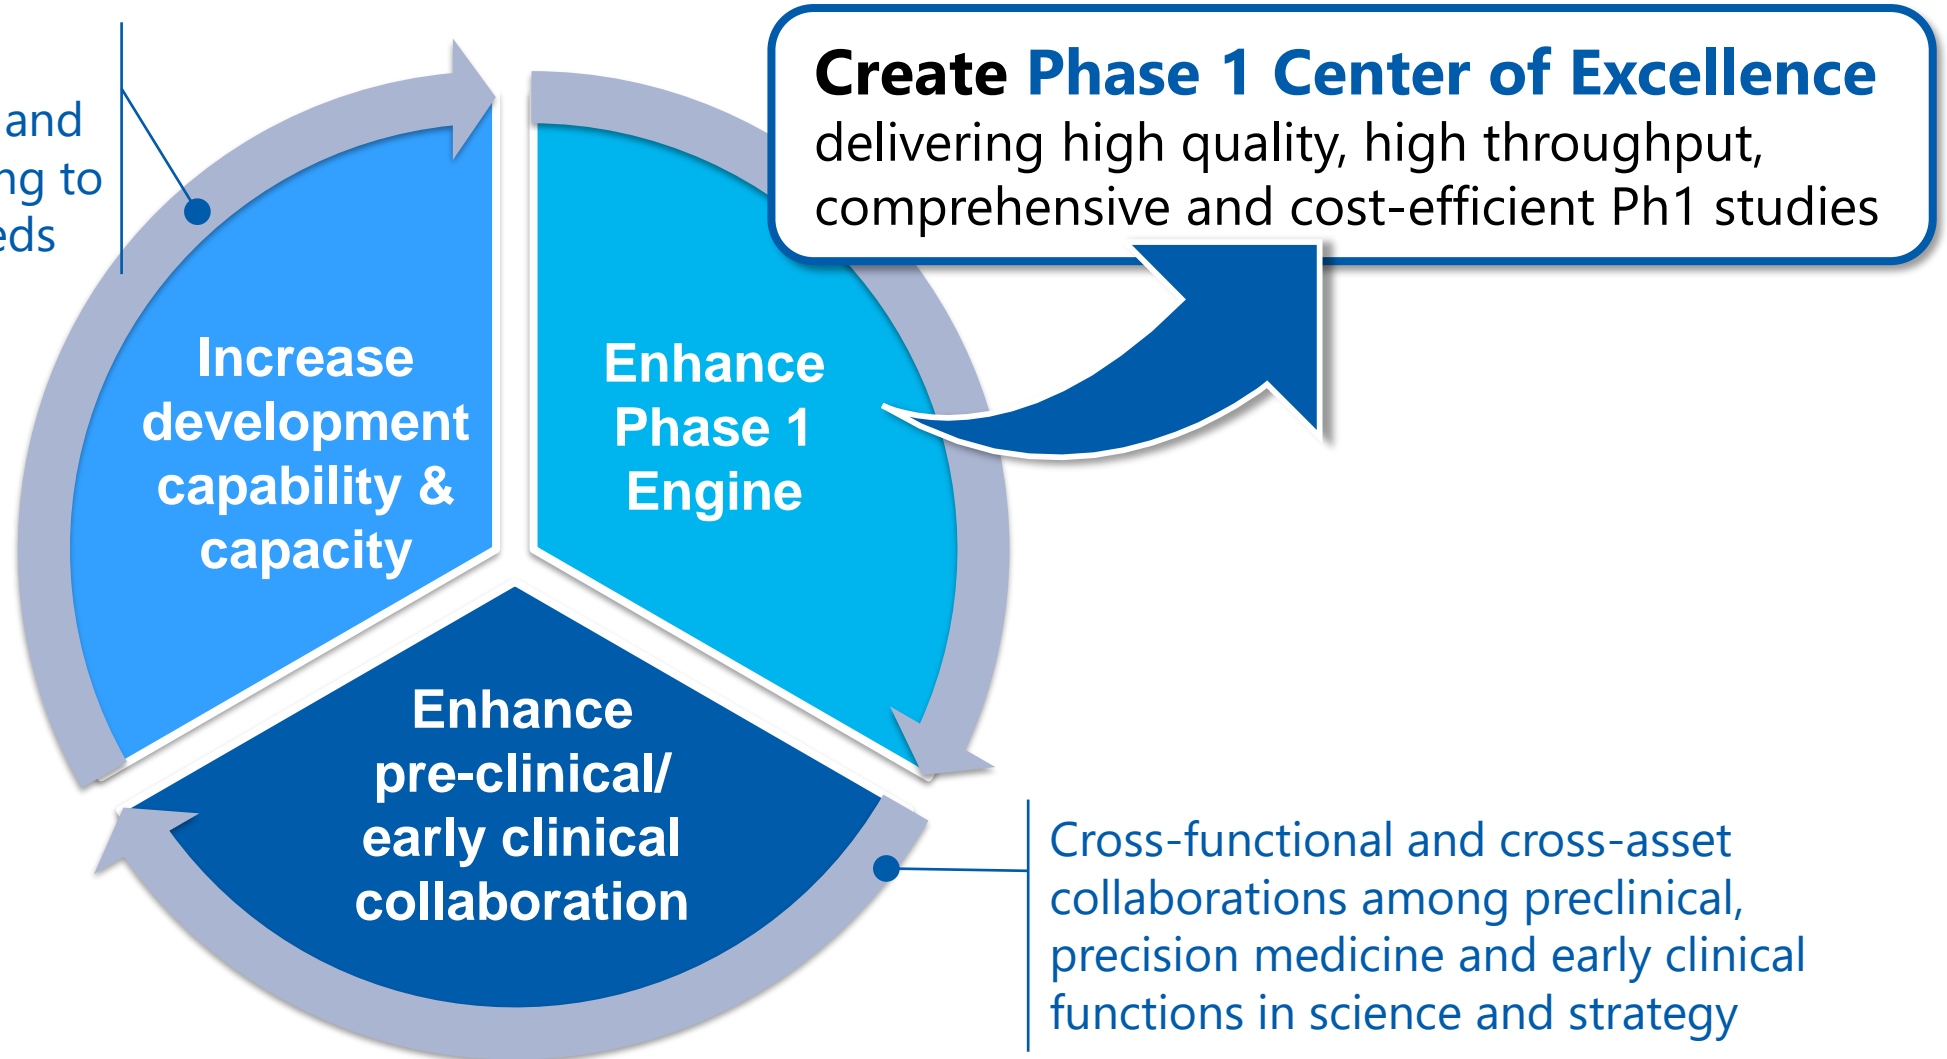 and
ng to
eds
Create Phase 1 Center of Excellence
delivering high quality, high throughput,
comprehensive and cost-efficient Ph1 studies
Increase
development
capability &
capacity
Enhance
Phase 1
Engine
Enhance
pre-clinical/
early clinical
collaboration
Cross-functional and cross-asset
collaborations among preclinical,
precision medicine and early clinical
functions in science and strategy